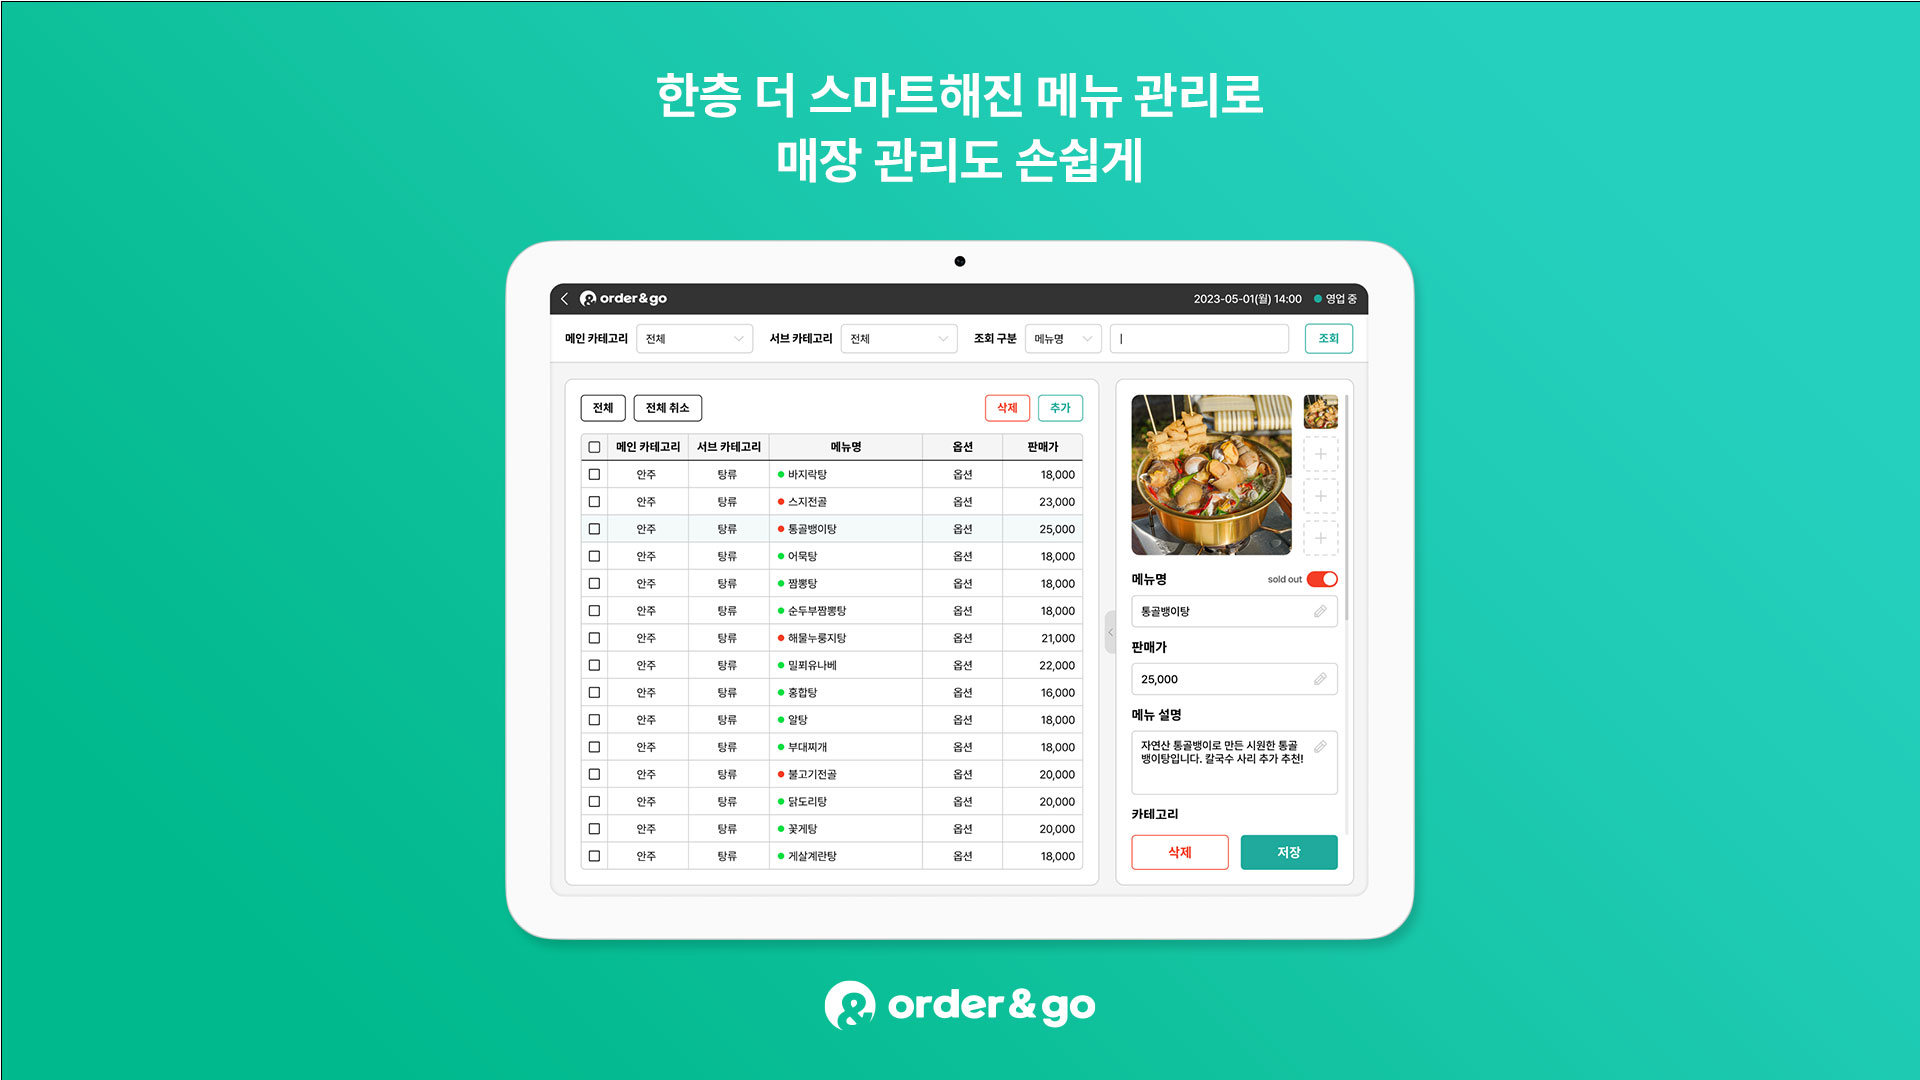 한층 더 스마트해진 메뉴 관리로
매장 관리도 손쉽게
order&go
2023-05-01(월) 14:00 영업 중
메인 카테고리 전체 서브 카테고리 전체 조회 구분 메뉴명 조회
전체 전체 취소 삭제 추가
메인 카테고리 서브 카테고리 메뉴명 옵션 판매가
안주 탕류 바지락탕 옵션 18,000
안주 탕류 스지전골 옵션 23,000
안주 탕류 통골뱅이탕 옵션 25,000
안주 탕류 어묵탕 옵션 18,000
안주 탕류 짬뽕탕 옵션 18,000
안주 탕류 순두부짬뽕탕 옵션 18,000
안주 탕류 해물누룽지탕 옵션 21,000
안주 탕류 밀푀유나베 옵션 22,000
안주 탕류 홍합탕 옵션 16,000
안주 탕류 알탕 옵션 18,000
안주 탕류 부대찌개 옵션 18,000
안주 탕류 불고기전골 옵션 20,000
안주 탕류 닭도리탕 옵션 20,000
안주 탕류 꽃게탕 옵션 20,000
안주 탕류 게살계란탕 옵션 18,000
메뉴명 sold out
통골뱅이탕
판매가
25,000
메뉴 설명
자연산 통골뱅이로 만든 시원한 통골
뱅이탕입니다. 칼국수 사리 추가 추천!
카테고리
삭제 저장
order&go